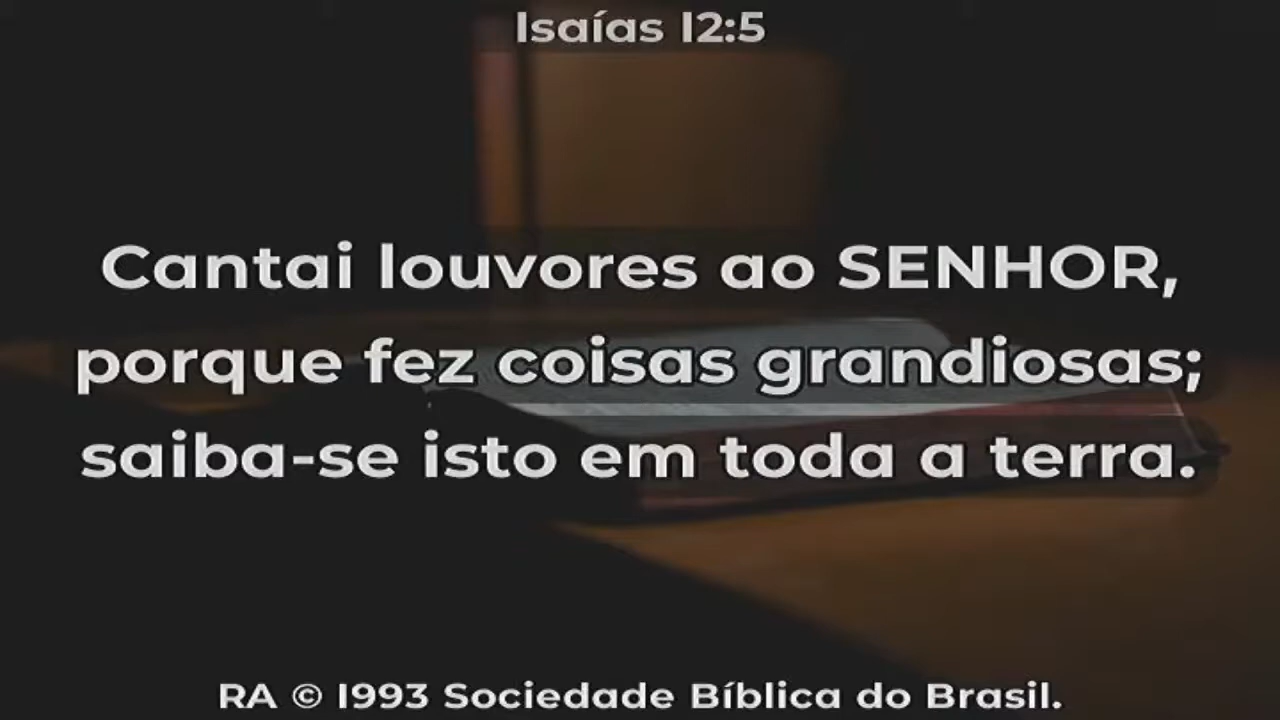 Isaías 12:5
Cantai louvores ao SENHOR,
porque fez coisas grandiosas;
saiba-se isto em toda a terra.
RA © 1993 Sociedade Bíblica do Brasil.